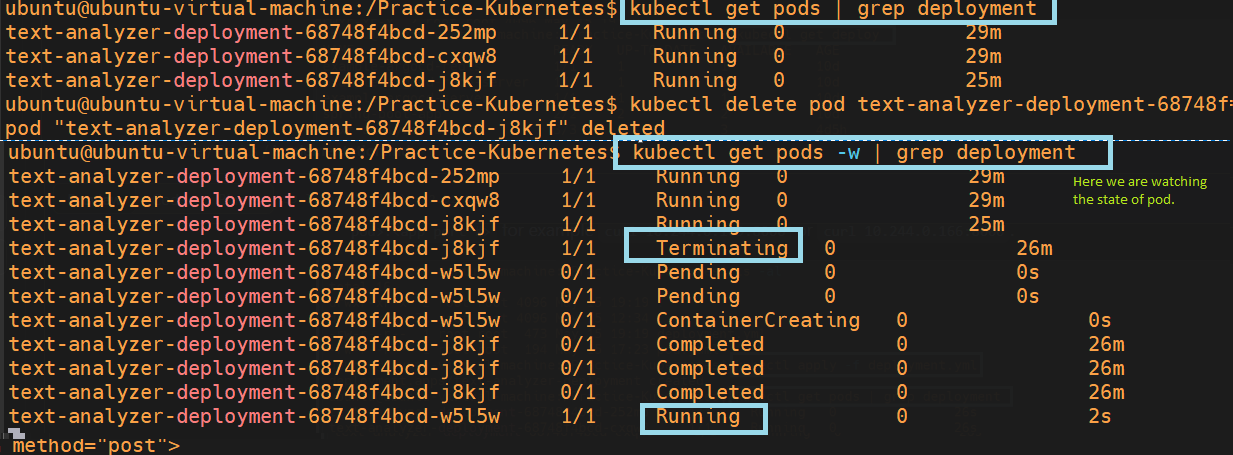 ubuntu@ubuntu-virtual-machine:/Practice-Kubernetes$ kubectl get pods | grep deployment
text-analyzer-deployment-68748f4bcd-252mp 1/1 Running 0 29m
text-analyzer-deployment-68748f4bcd-cxqw8 1/1 Running 0 29m
text-analyzer-deployment-68748f4bcd-j8kjf 1/1 Running 0 25m
ubuntu@ubuntu-virtual-machine:/Practice-Kubernetes$ kubectl delete pod text-analyzer-deployment-68748f
pod "text-analyzer-deployment-68748f4bcd-j8kjf" deleted
ubuntu@ubuntu-virtual-machine:/Practice-Kubernetes$ kubectl get pods -w | grep deployment
text-analyzer-deployment-68748f4bcd-252mp 1/1 Running 0 29m
text-analyzer-deployment-68748f4bcd-cxqw8 1/1 Running 0 29m
text-analyzer-deployment-68748f4bcd-j8kjf 1/1 Running 0 25m
text-analyzer-deployment-68748f4bcd-j8kjf 1/1 Terminating 0 26m
text-analyzer-deployment-68748f4bcd-w5l5w 0/1 Pending 0 0s
text-analyzer-deployment-68748f4bcd-w5l5w 0/1 Pending 0 0s
text-analyzer-deployment-68748f4bcd-w5l5w 0/1 ContainerCreating 0 0s
text-analyzer-deployment-68748f4bcd-j8kjf 0/1 Completed 0 26m
text-analyzer-deployment-68748f4bcd-j8kjf 0/1 Completed 0 26m
text-analyzer-deployment-68748f4bcd-j8kjf 0/1 Completed 0 26m
text-analyzer-deployment-68748f4bcd-w5l5w 1/1 Running 0 2s
method="post">
Here we are watching
the state of pod.